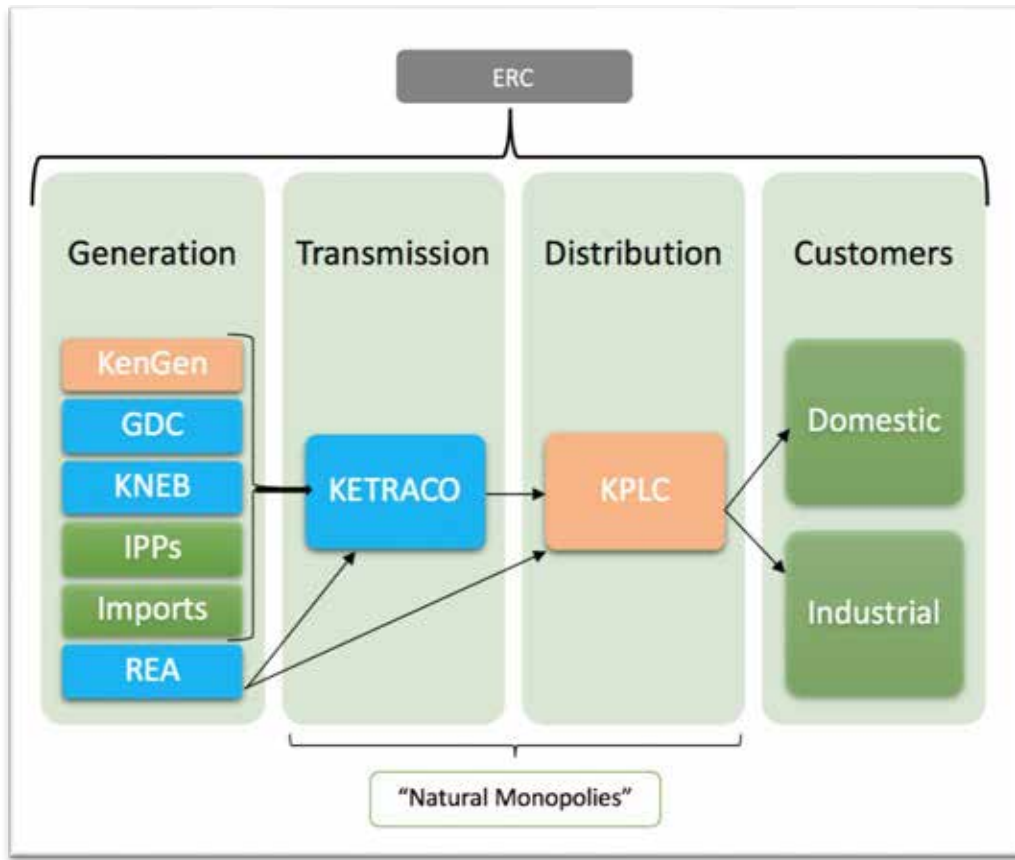 ERC
Generation
Transmission
Distribution
Customers
KenGen
GDC
KNEB
IPPs
Imports
REA
KETRACO
KPLC
Domestic
Industrial
“Natural Monopolies”